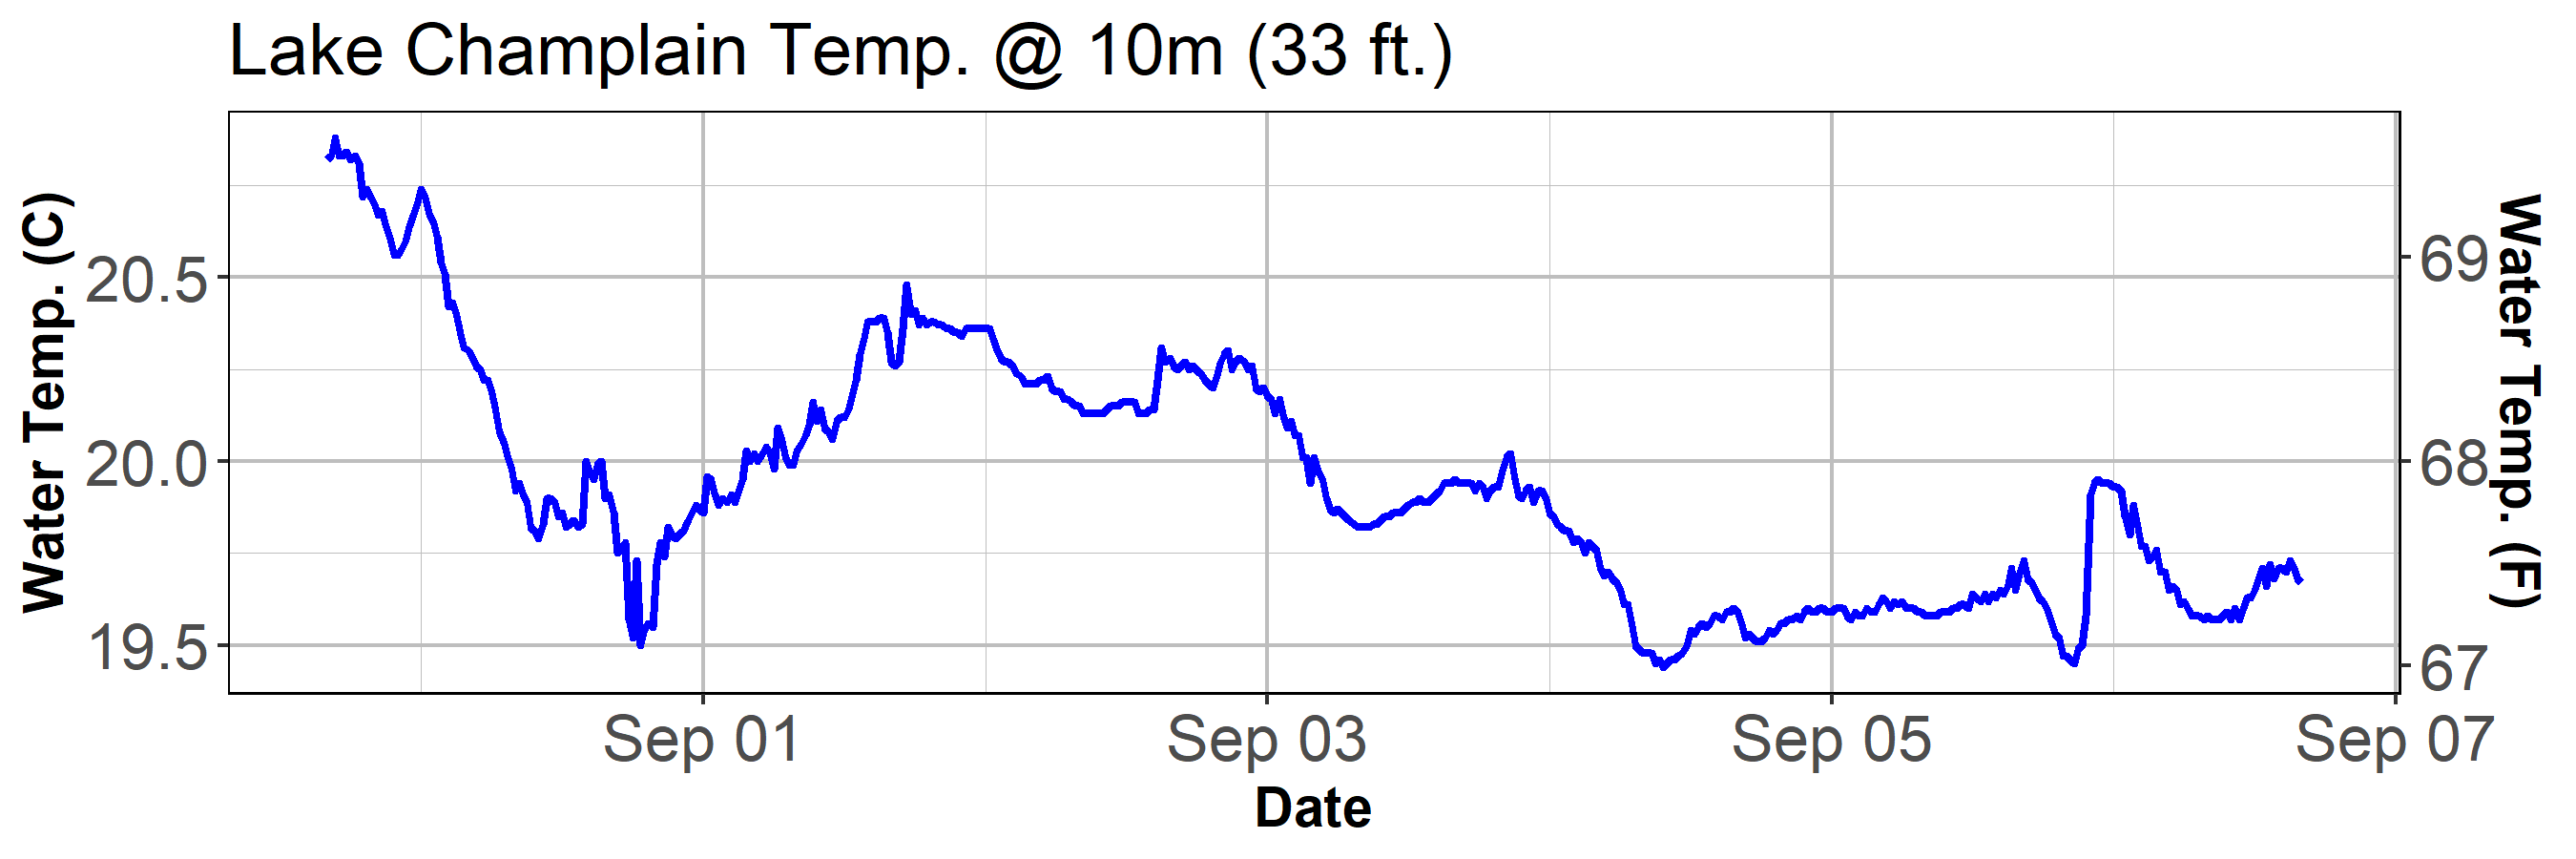 Lake Champlain Temp. @ 10m (33 ft.)
Water Temp. (C)
20.5
20.0
19.5
69
68
67
Water Temp. (F)
Sep 01
Sep 03
Sep 05
Sep 07
Date